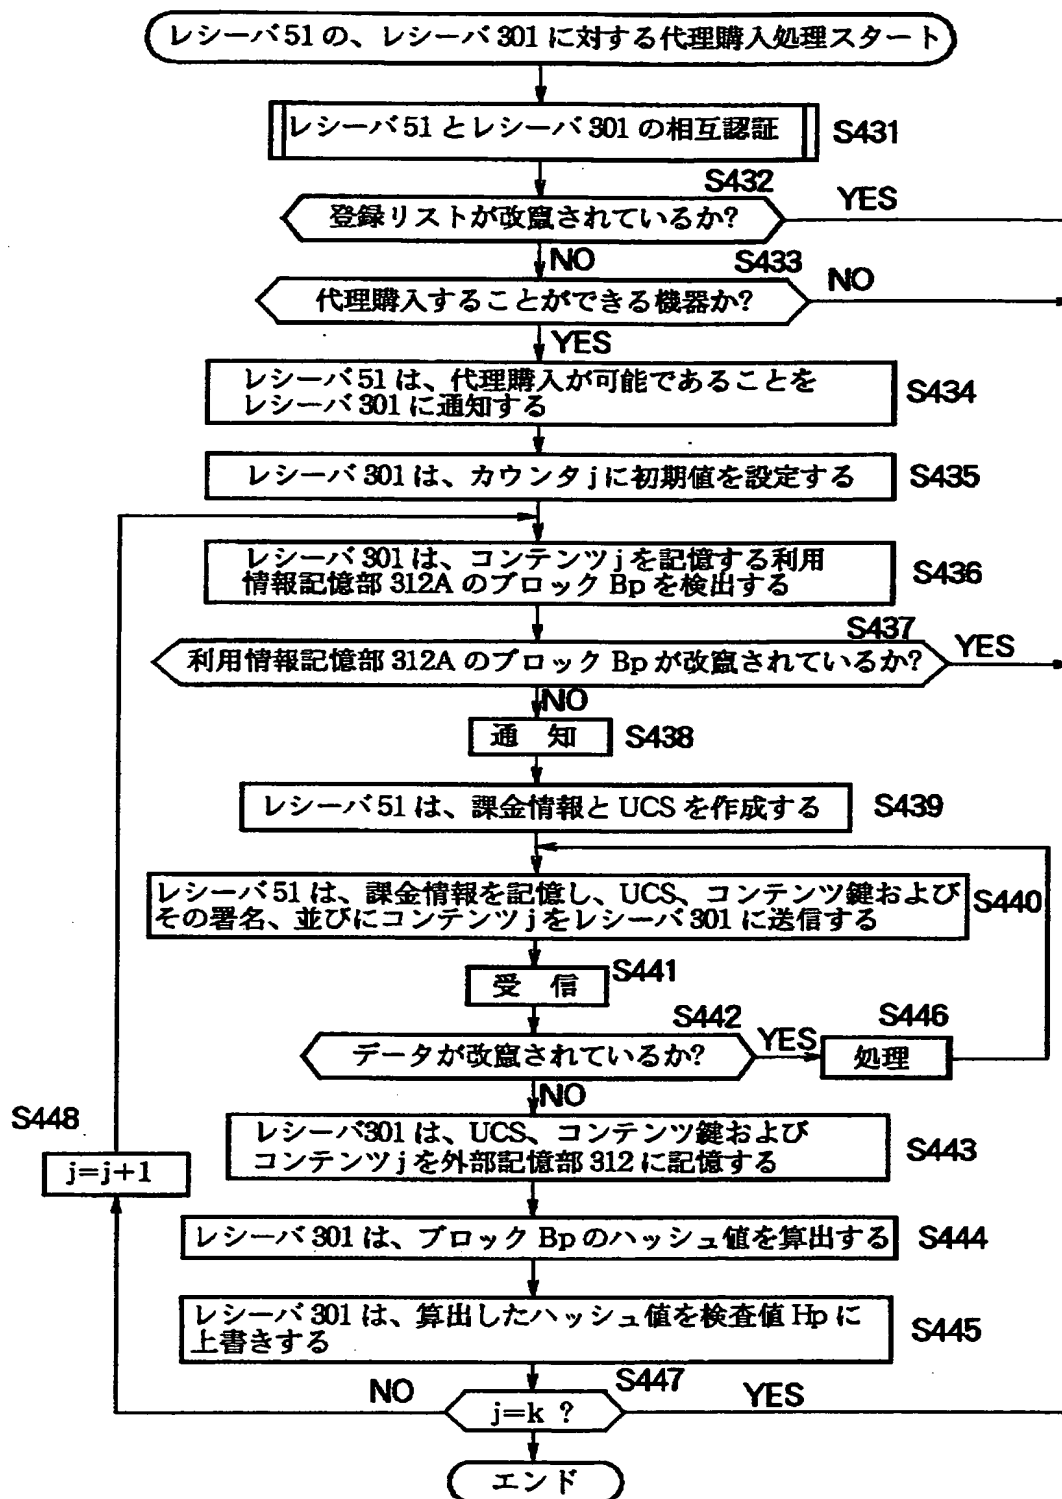 レシーバ51の、レシーバ301に対する代理購入処理スタート
レシーバ51とレシーバ301の相互認証
S431
S432
登録リストが改竄されているか?
YES
NO
S433
代理購入することができる機器か?
NO
YES
レシーバ51は、代理購入が可能であることを
レシーバ301に通知する
S434
レシーバ301は、カウンタjに初期値を設定する
S435
レシーバ301は、コンテンツjを記憶する利用
情報記憶部312AのブロックBpを検出する
S436
S437
利用情報記憶部312AのブロックBpが改竄されているか?
YES
NO
通 知
S438
レシーバ51は、課金情報とUCSを作成する
S439
レシーバ51は、課金情報を記憶し、UCS、コンテンツ鍵および
その署名、並びにコンテンツjをレシーバ301に送信する
S440
S441
受 信
S442
データが改竄されているか?
YES
S446
処理
NO
S448
j=j+1
レシーバ301は、UCS、コンテンツ鍵および
コンテンツjを外部記憶部312に記憶する
S443
レシーバ301は、ブロックBpのハッシュ値を算出する
S444
レシーバ301は、算出したハッシュ値を検査値Hpに
上書きする
S445
NO
S447
j=k ?
YES
エンド